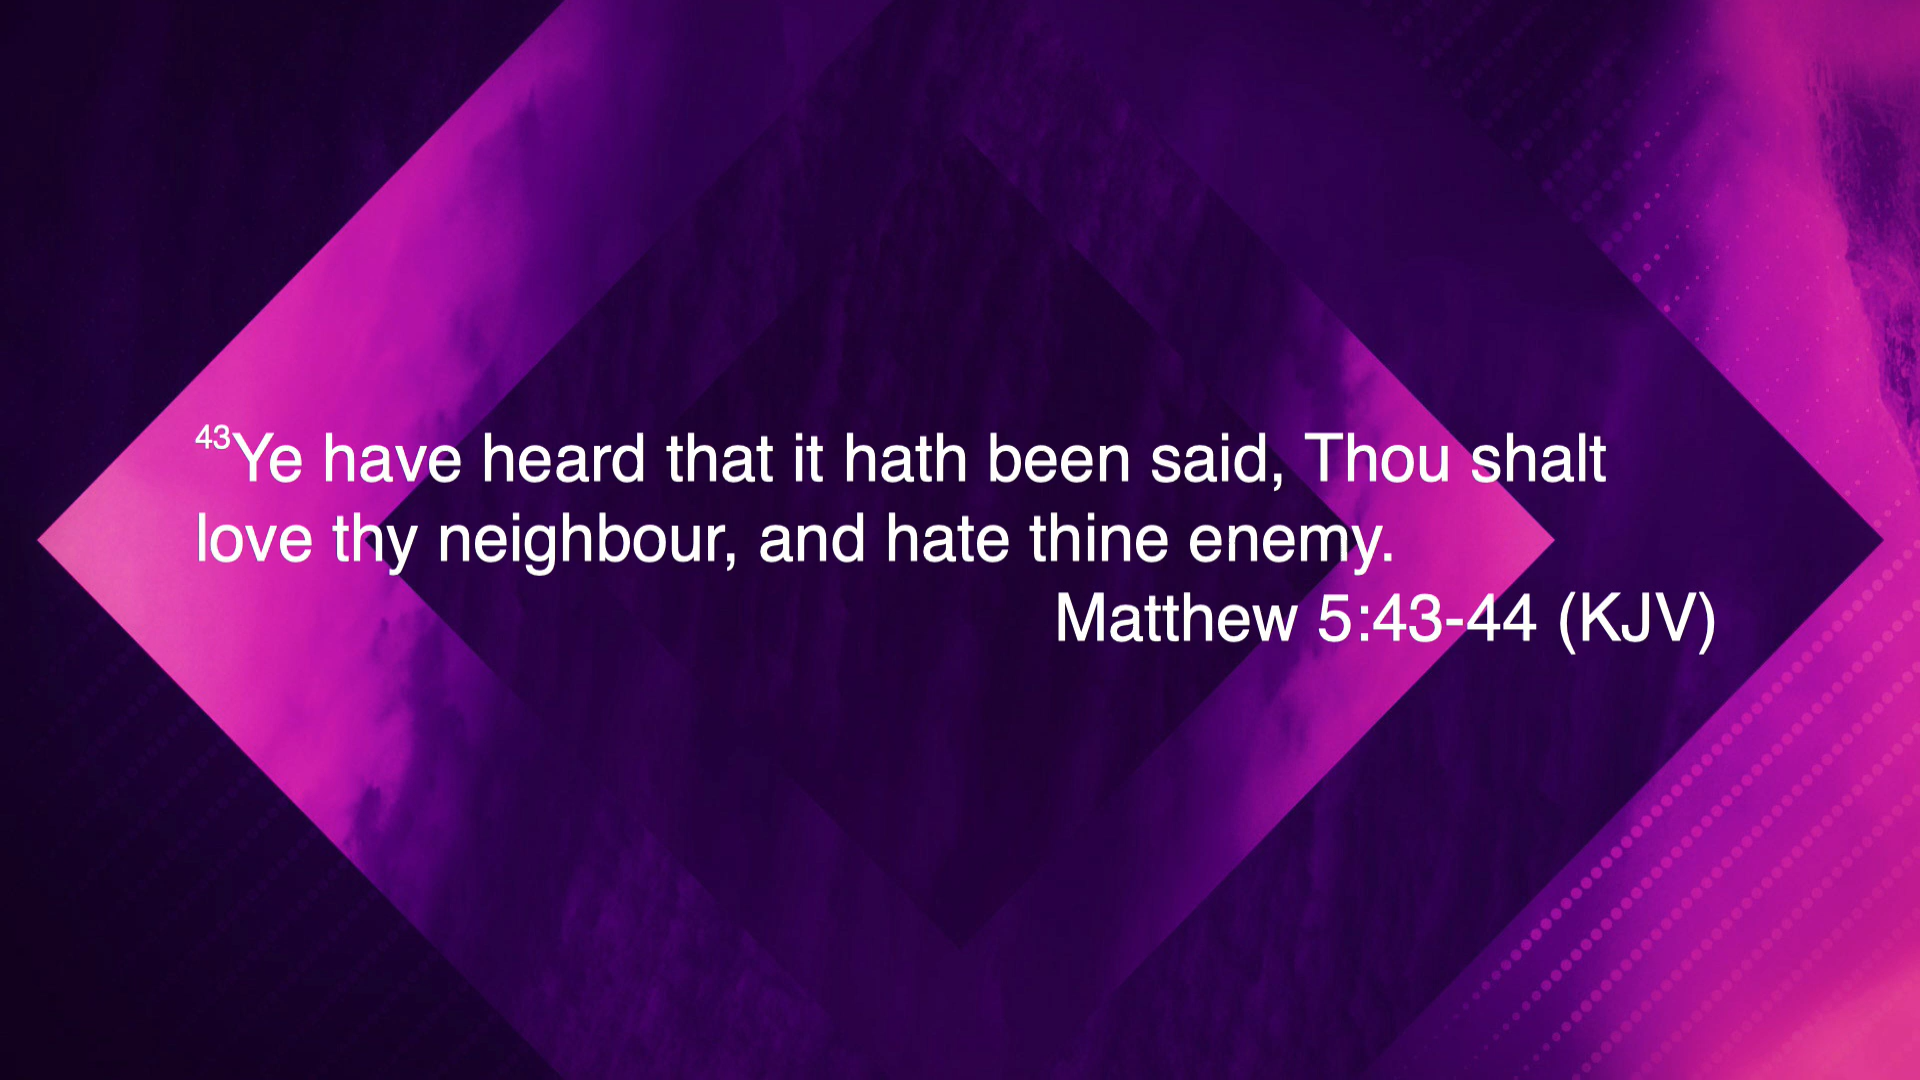 43Ye have heard that it hath been said, Thou shalt
love thy neighbour, and hate thine enemy.
Matthew 5:43-44 (KJV)